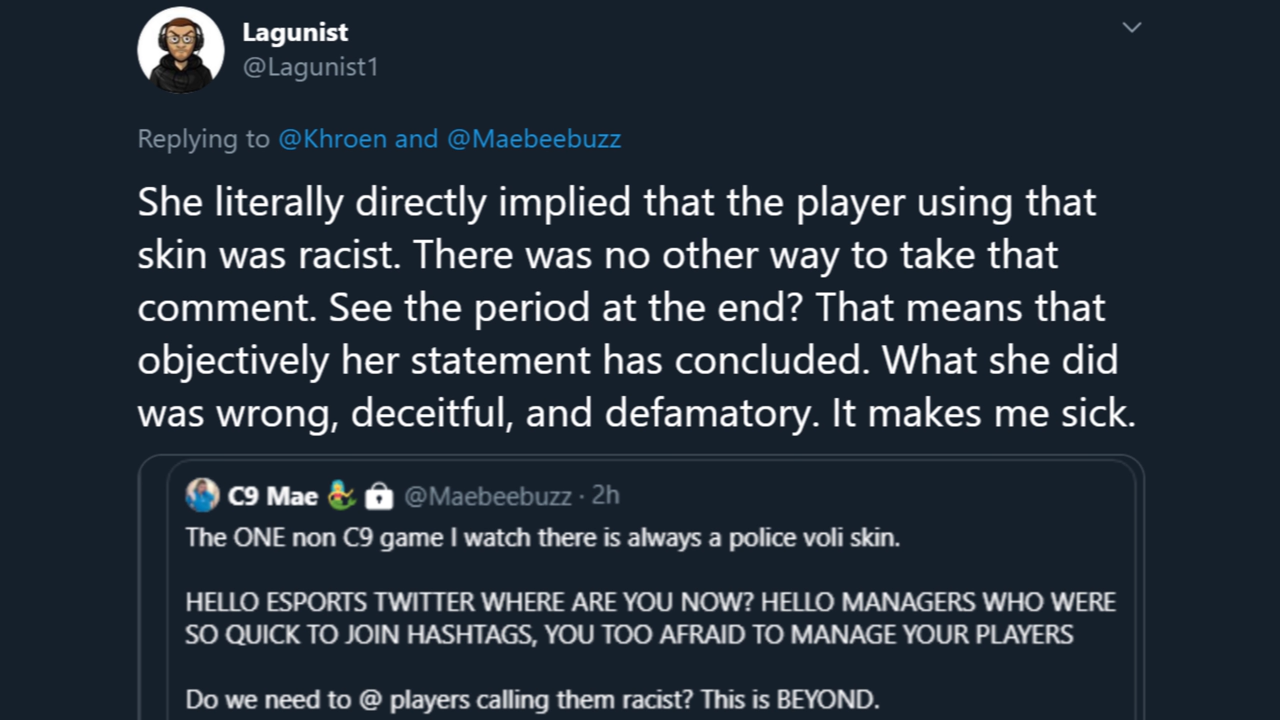 Lagunist
@Lagunist1
Replying to @Khroen and @Maebeebuzz
She literally directly implied that the player using that
skin was racist. There was no other way to take that
comment. See the period at the end? That means that
objectively her statement has concluded. What she did
was wrong, deceitful, and defamatory. It makes me sick.
C9 Mae 🧜‍♀️ 🔒 @Maebeebuzz · 2h
The ONE non C9 game I watch there is always a police voli skin.
HELLO ESPORTS TWITTER WHERE ARE YOU NOW? HELLO MANAGERS WHO WERE
SO QUICK TO JOIN HASHTAGS, YOU TOO AFRAID TO MANAGE YOUR PLAYERS
Do we need to @ players calling them racist? This is BEYOND.